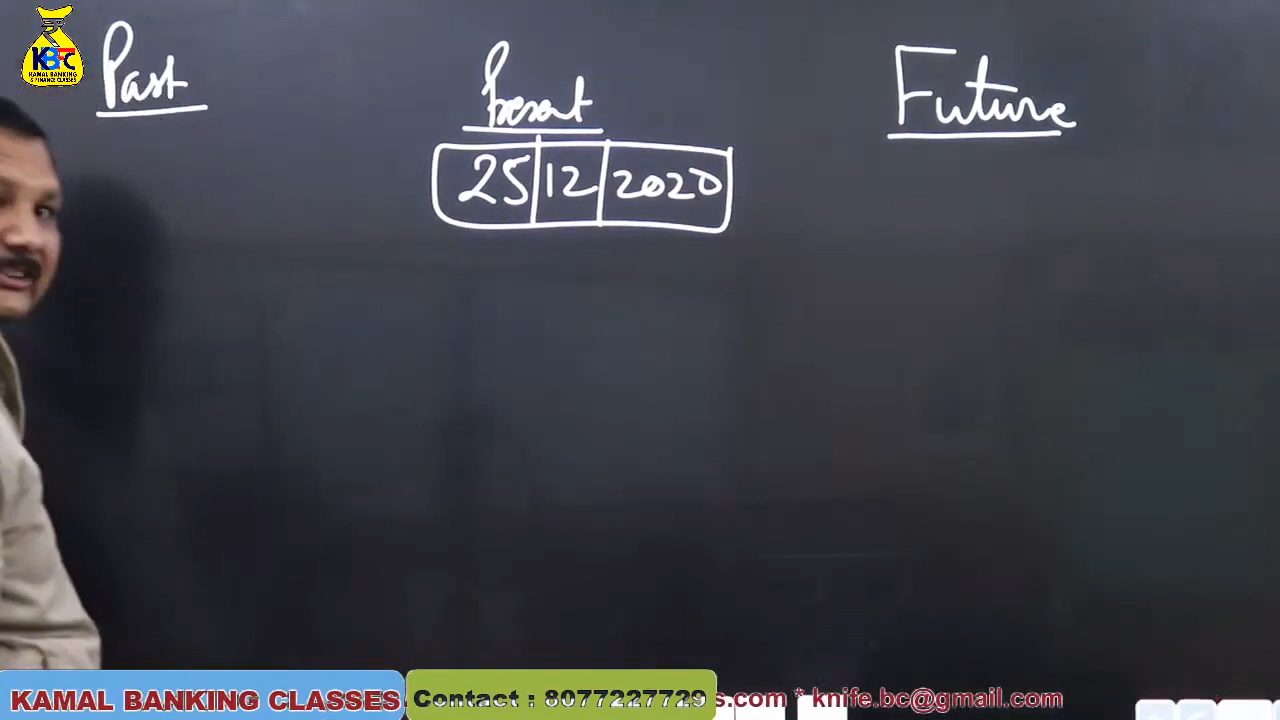 KBC
KAMAL BANKING
& FINANCE CLASSES
Past
Present
Future
25 12 2020
KAMAL BANKING CLASSES
Contact : 8077227729
s.com * knife.bc@gmail.com